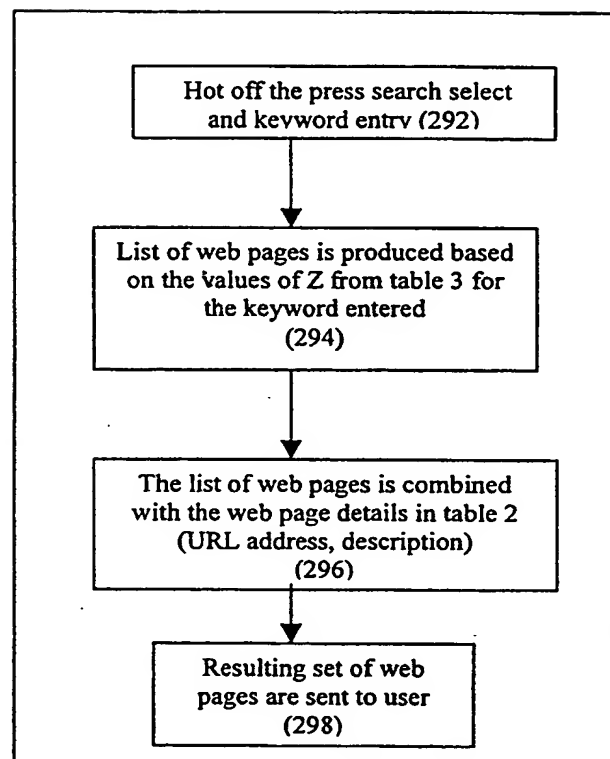 Hot off the press search select
and keyword entry (292)
List of web pages is produced based
on the values of Z from table 3 for
the keyword entered
(294)
The list of web pages is combined
with the web page details in table 2
(URL address, description)
(296)
Resulting set of web
pages are sent to user
(298)